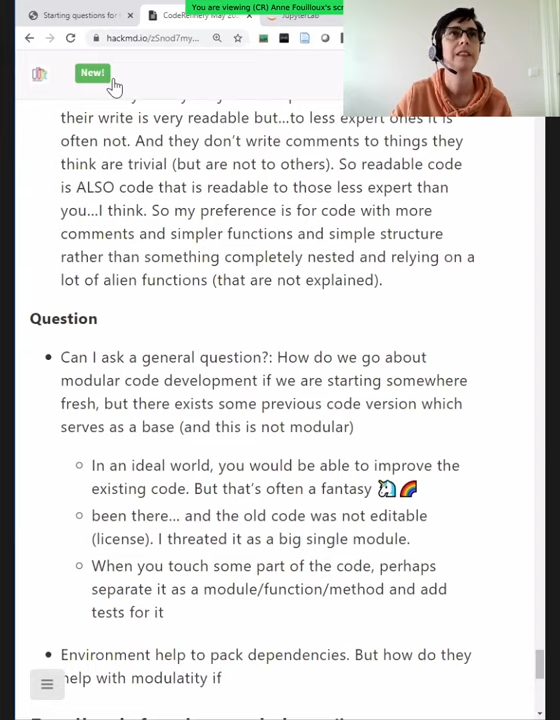 You are viewing (CR) Anne Fouilloux's scr
Starting questions for
CodeRefinery May 20
JupyterLab
hackmd.io/zSnod7my...
New!
their write is very readable but...to less expert ones it is
often not. And they don't write comments to things they
think are trivial (but are not to others). So readable code
is ALSO code that is readable to those less expert than
you...I think. So my preference is for code with more
comments and simpler functions and simple structure
rather than something completely nested and relying on a
lot of alien functions (that are not explained).
Question
Can I ask a general question?: How do we go about
modular code development if we are starting somewhere
fresh, but there exists some previous code version which
serves as a base (and this is not modular)
In an ideal world, you would be able to improve the
existing code. But that's often a fantasy 🦄🌈
been there... and the old code was not editable
(license). I threated it as a big single module.
When you touch some part of the code, perhaps
separate it as a module/function/method and add
tests for it
Environment help to pack dependencies. But how do they
help with modulatity if